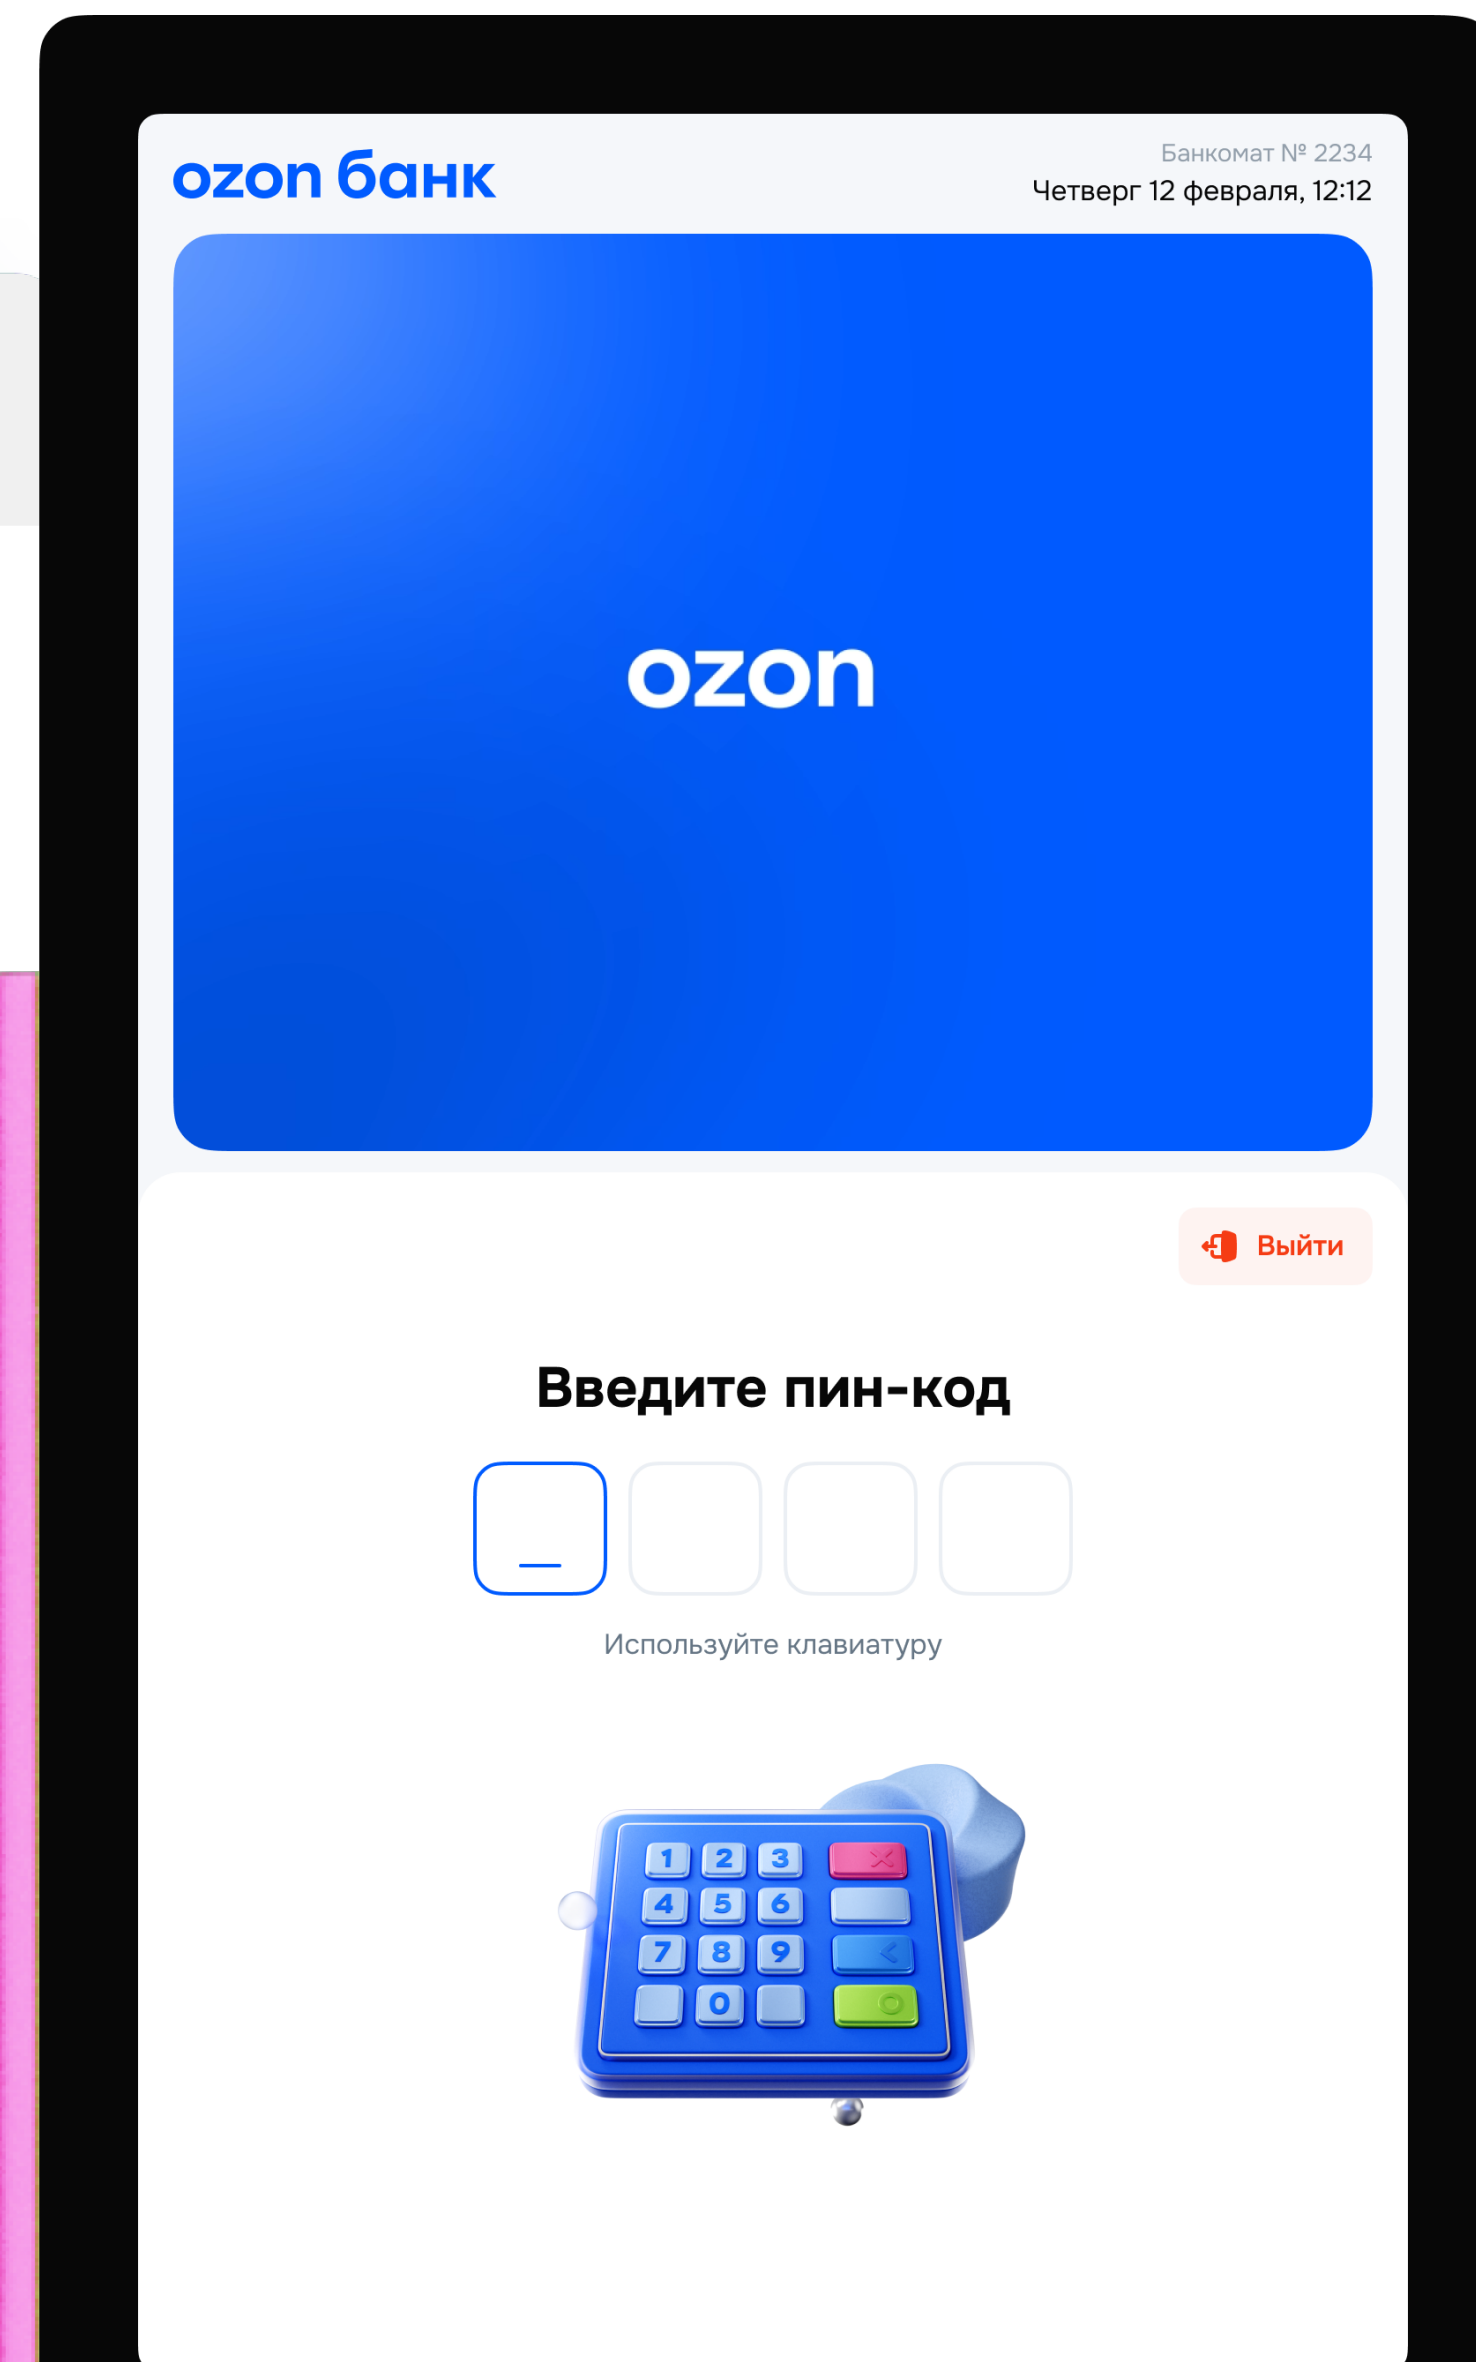 ozon банк
Банкомат № 2234
Четверг 12 февраля, 12:12
ozon
Выйти
Введите пин-код
Используйте клавиатуру
1 2 3
4 5 6
7 8 9
0